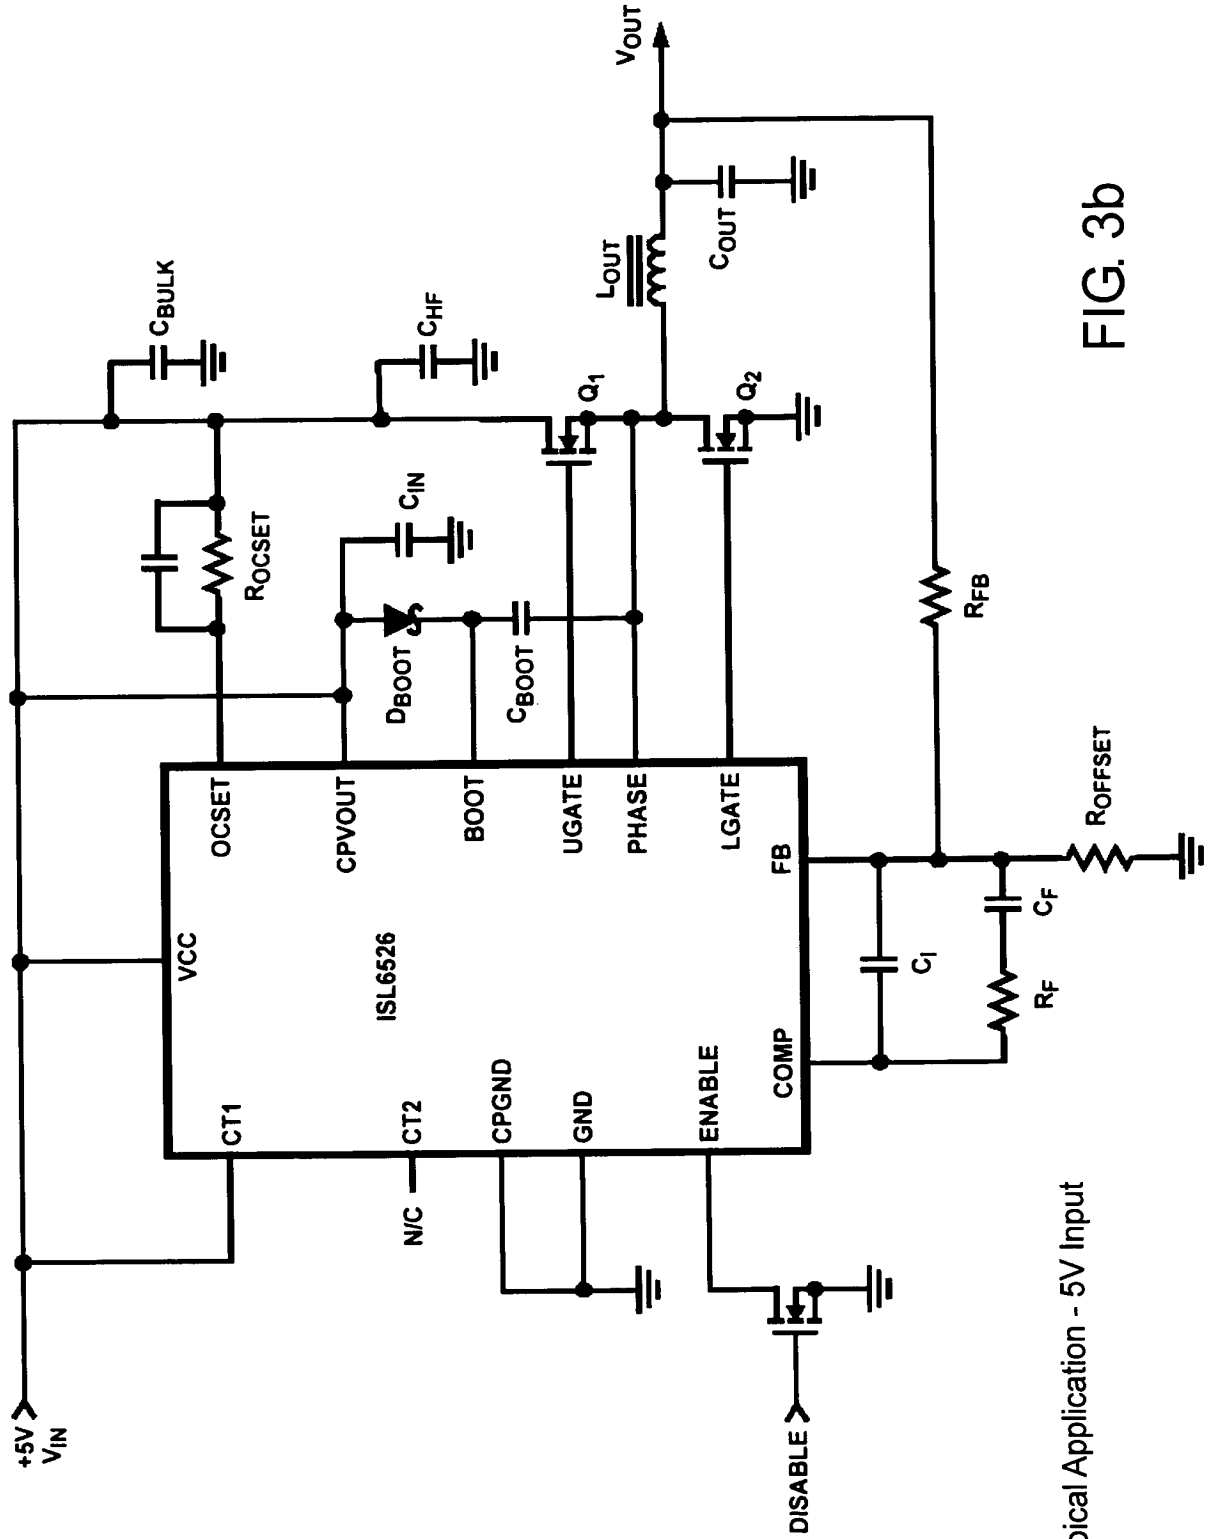 +5V
VIN
CBULK
ROCSET
CHF
CIN
DBOOT
CBOOT
Q1
Q2
LOUT
COUT
VOUT
VCC
OCSET
CPVOUT
BOOT
UGATE
PHASE
LGATE
FB
COMP
ISL6526
CT1
CT2
N/C
CPGND
GND
ENABLE
DISABLE
CI
CF
RF
RFB
ROFFSET
Application - 5V Input
FIG. 3b